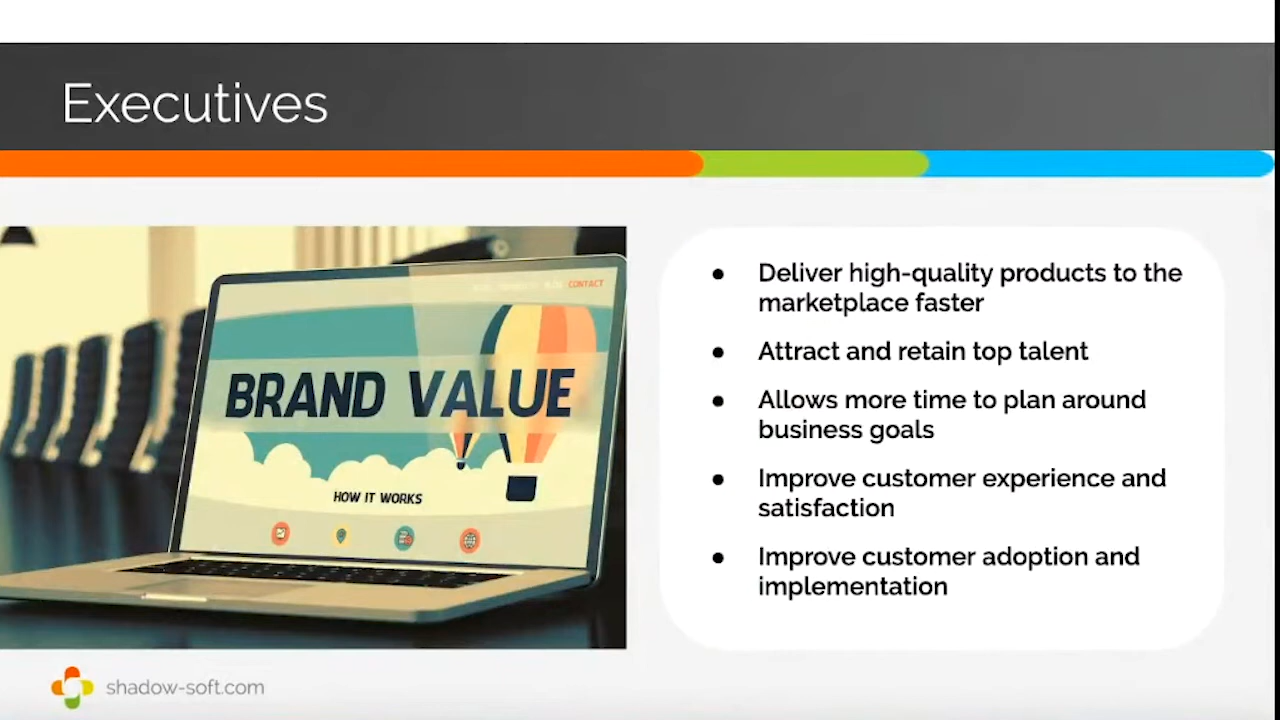 Executives
CONTACT
BRAND VALUE
HOW IT WORKS
● Deliver high-quality products to the
marketplace faster
● Attract and retain top talent
● Allows more time to plan around
business goals
● Improve customer experience and
satisfaction
● Improve customer adoption and
implementation
shadow-soft.com